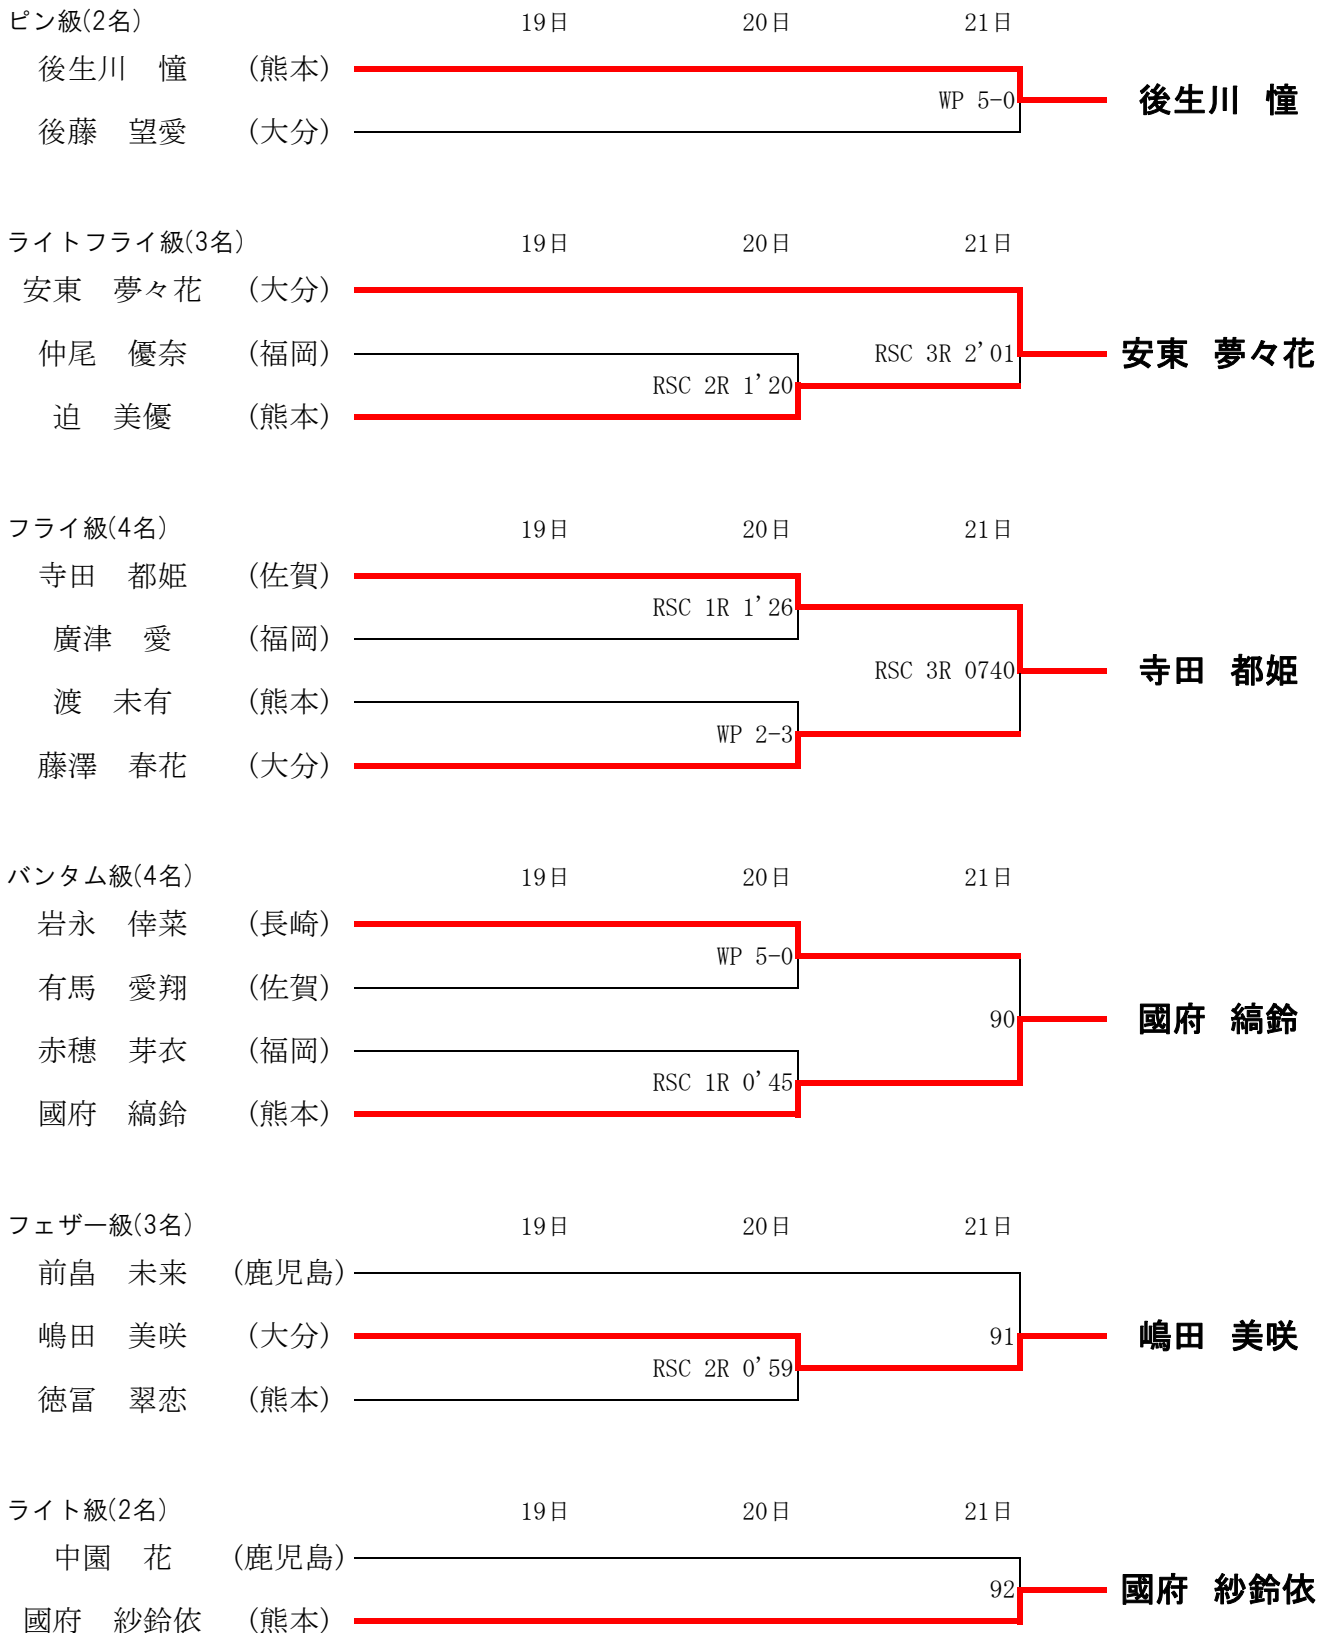 ピン級(2名) 19日 20日 21日
後生川 憧 (熊本)
WP 5-0 後生川 憧
後藤 望愛 (大分)
ライトフライ級(3名) 19日 20日 21日
安東 夢々花 (大分)
仲尾 優奈 (福岡) RSC 3R 2'01 安東 夢々花
RSC 2R 1'20
迫 美優 (熊本)
フライ級(4名) 19日 20日 21日
寺田 都姫 (佐賀)
RSC 1R 1'26
廣津 愛 (福岡)
RSC 3R 0740 寺田 都姫
渡 未有 (熊本)
WP 2-3
藤澤 春花 (大分)
バンタム級(4名) 19日 20日 21日
岩永 倖菜 (長崎)
WP 5-0
有馬 愛翔 (佐賀)
90 國府 縞鈴
赤穂 芽衣 (福岡)
RSC 1R 0'45
國府 縞鈴 (熊本)
フェザー級(3名) 19日 20日 21日
前畠 未来 (鹿児島)
嶋田 美咲 (大分) 91 嶋田 美咲
RSC 2R 0'59
徳冨 翠恋 (熊本)
ライト級(2名) 19日 20日 21日
中園 花 (鹿児島)
92 國府 紗鈴依
國府 紗鈴依 (熊本)